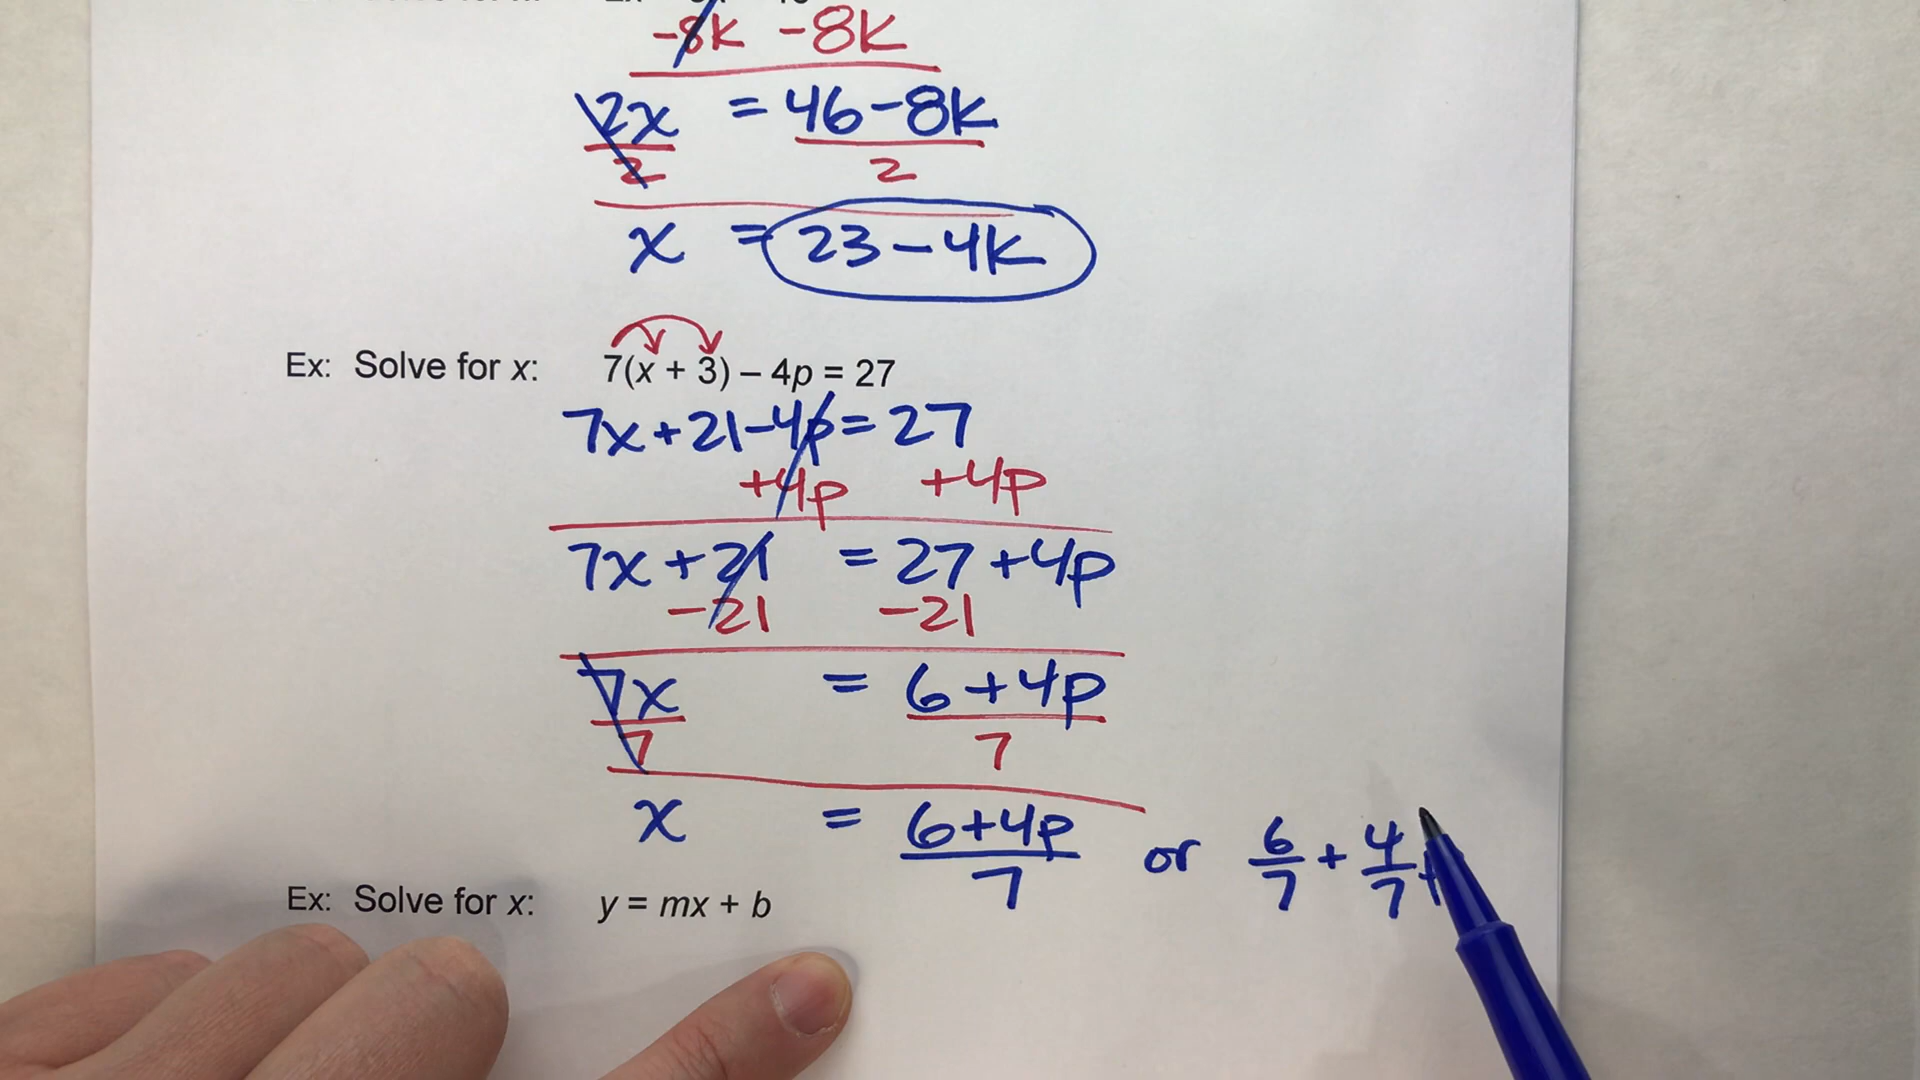 -8k -8k
2x = 46-8k
2 2
x = 23-4k
Ex: Solve for x: 7(x + 3) – 4p = 27
7x+21-4p=27
+4p +4p
7x+21 = 27+4p
-21 -21
7x = 6+4p
7 7
x = 6+4p or 6 + 4
7 7 7
Ex: Solve for x: y = mx + b